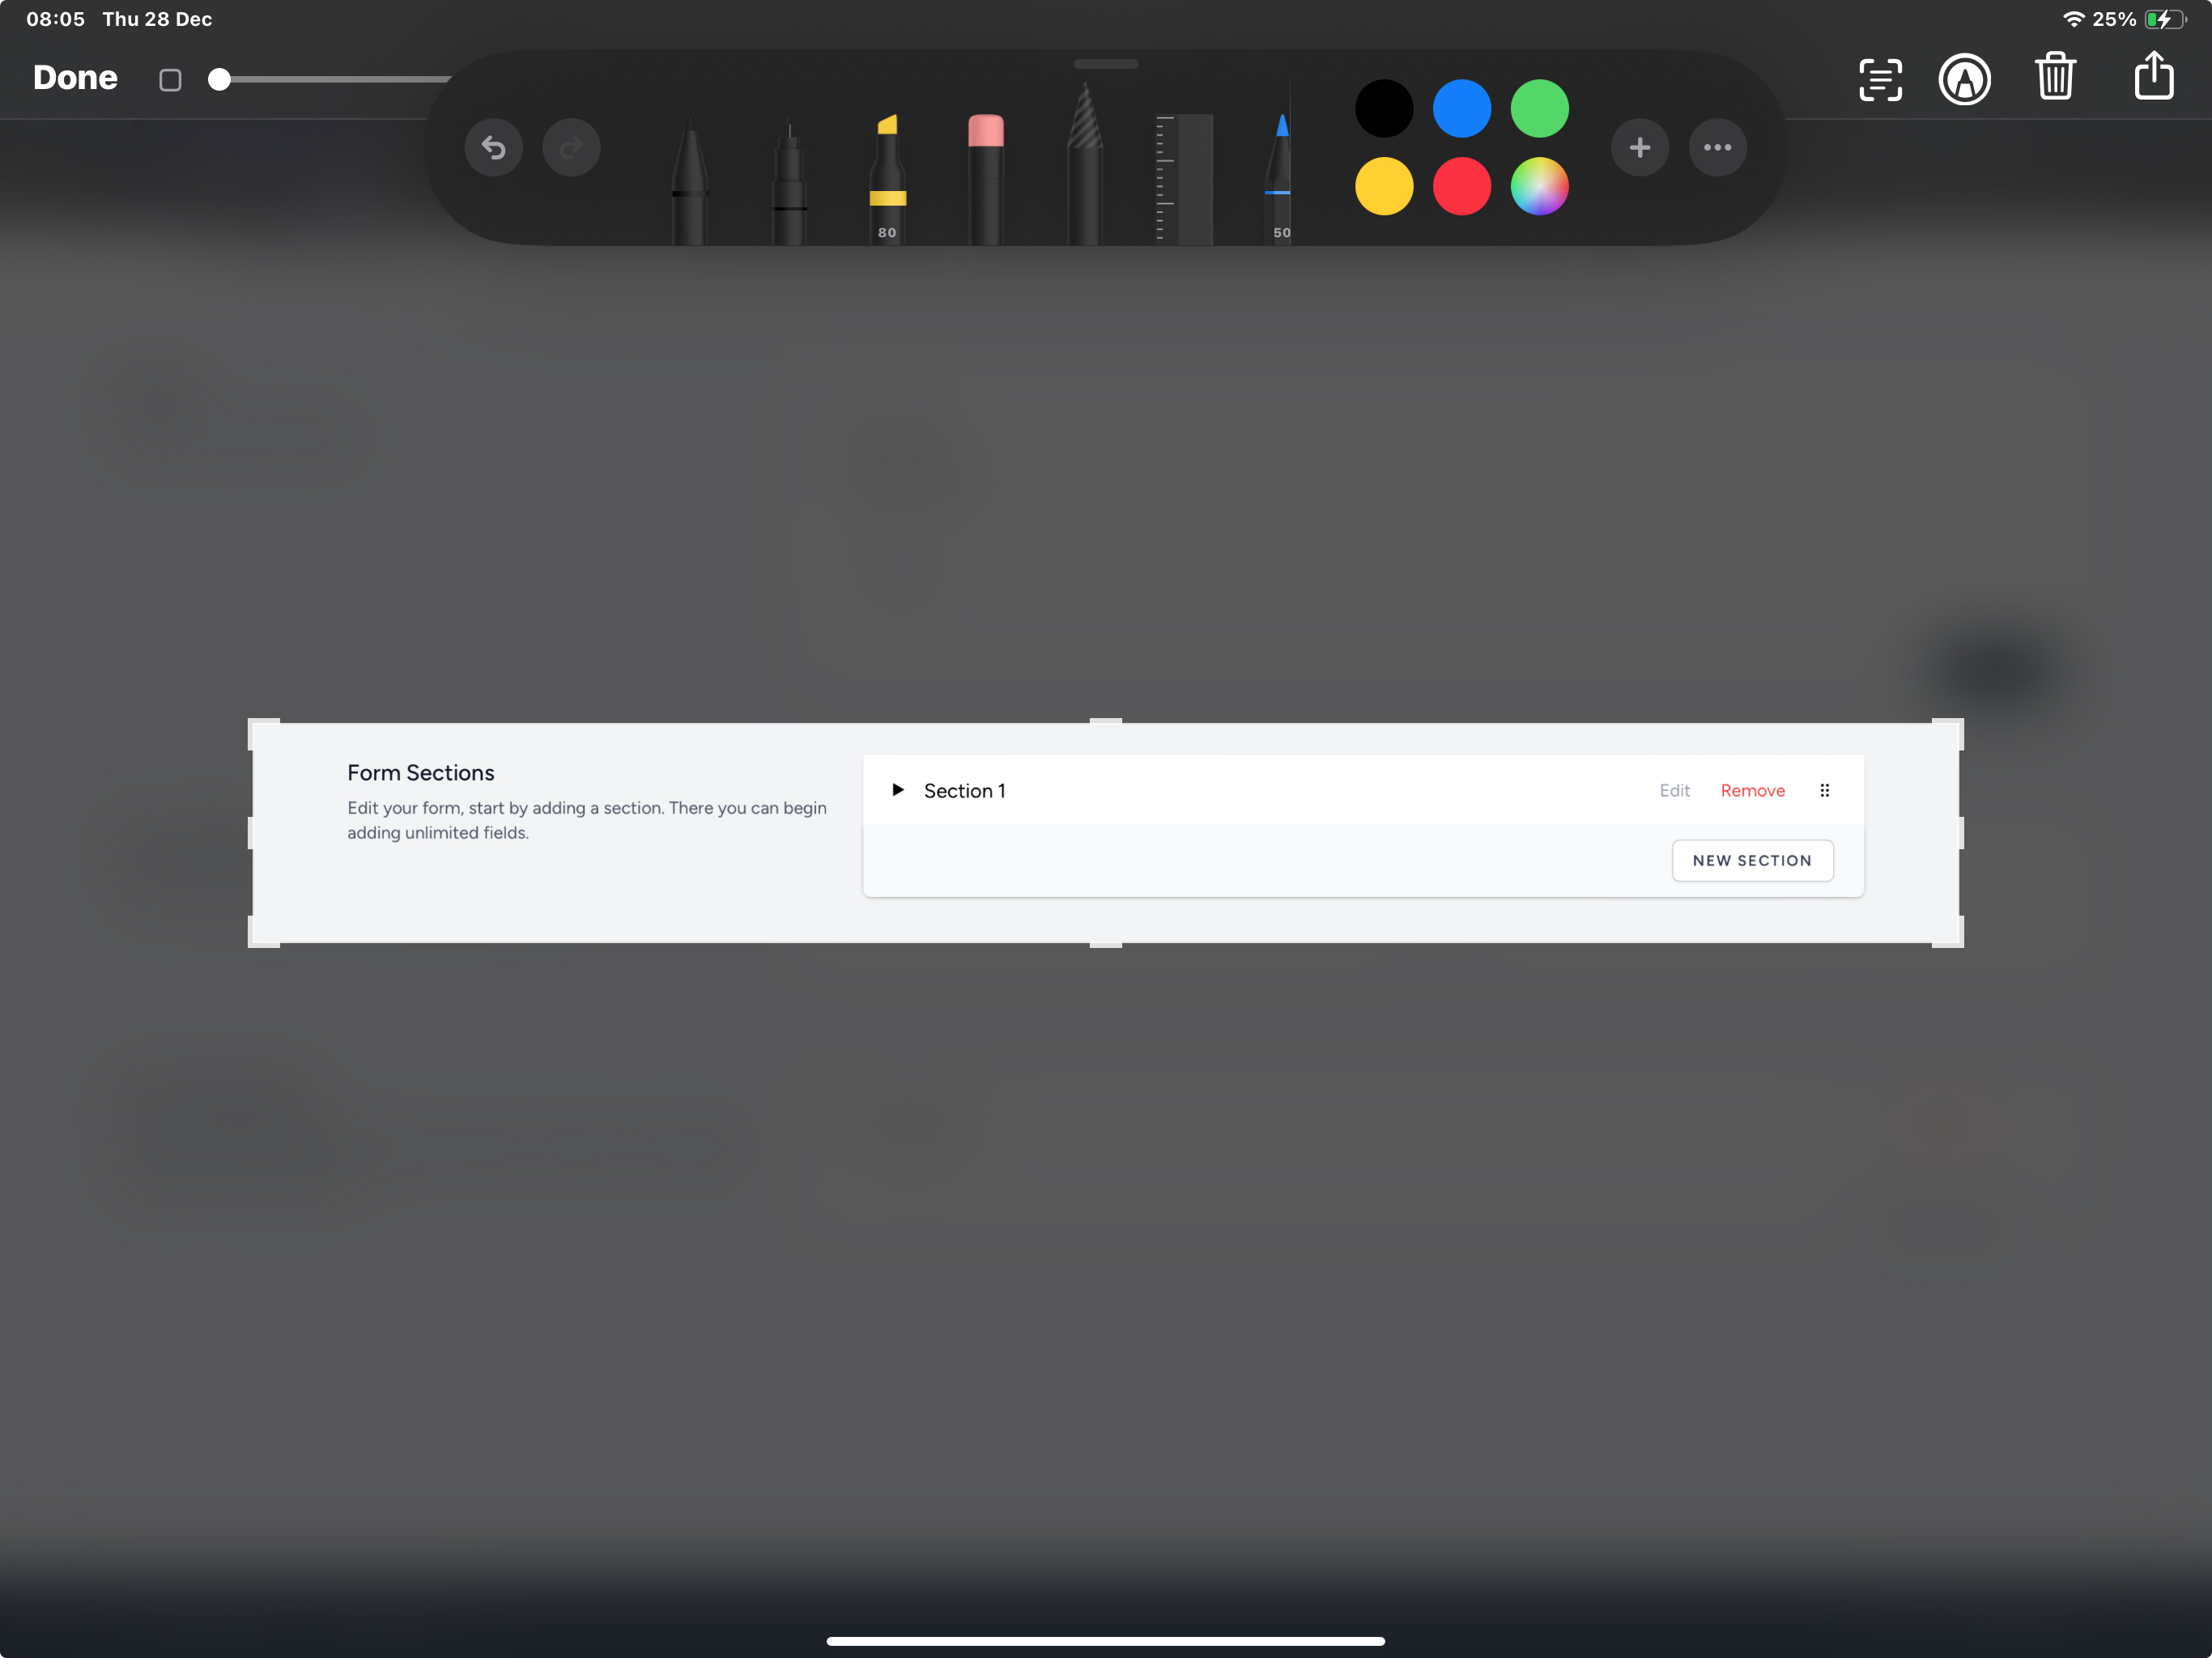 08:05 Thu 28 Dec
25%
Done
80
50
Form Sections
Edit your form, start by adding a section. There you can begin
adding unlimited fields.
Section 1
Edit Remove
NEW SECTION